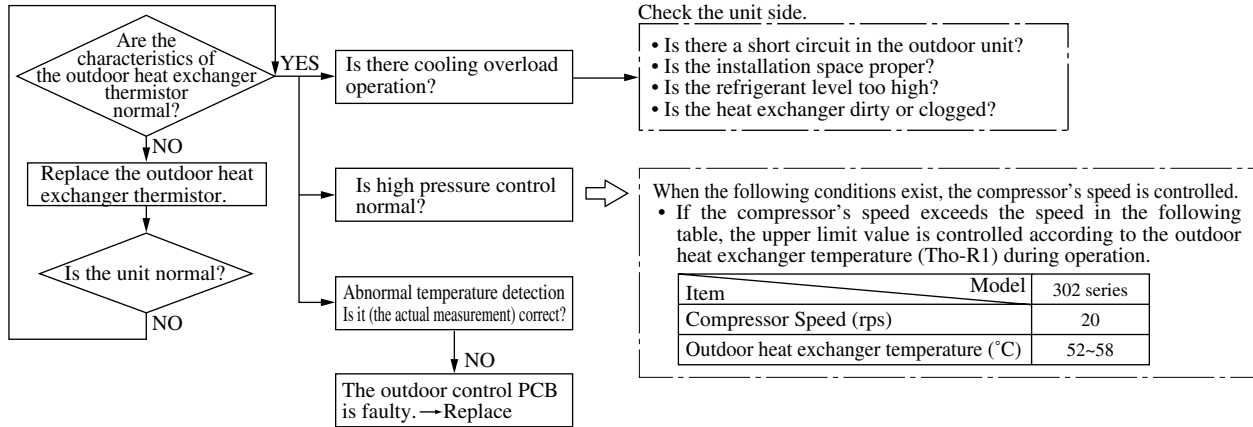 Are the
characteristics of
the outdoor heat exchanger
thermistor
normal?
YES
NO
Replace the outdoor heat
exchanger thermistor.
Is the unit normal?
NO
Is there cooling overload
operation?
Check the unit side.
• Is there a short circuit in the outdoor unit?
• Is the installation space proper?
• Is the refrigerant level too high?
• Is the heat exchanger dirty or clogged?
Is high pressure control
normal?
When the following conditions exist, the compressor’s speed is controlled.
• If the compressor’s speed exceeds the speed in the following
table, the upper limit value is controlled according to the outdoor
heat exchanger temperature (Tho-R1) during operation.
Model
Item
302 series
Compressor Speed (rps)
20
Outdoor heat exchanger temperature (˚C)
52~58
Abnormal temperature detection
Is it (the actual measurement) correct?
NO
The outdoor control PCB
is faulty. → Replace